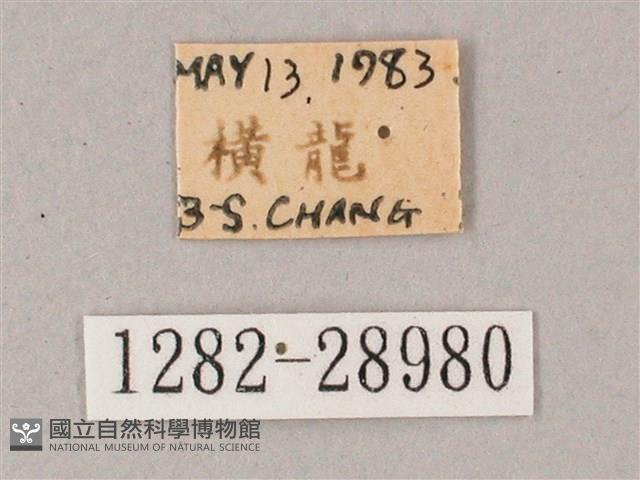 MAY 13, 1983.
橫龍
B-S. CHANG
1282-28980
國立自然科學博物館
NATIONAL MUSEUM OF NATURAL SCIENCE